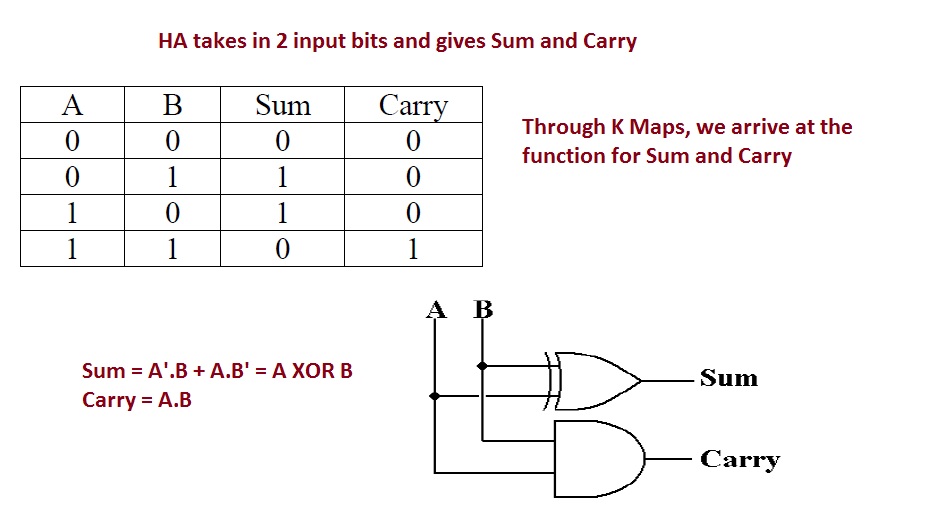 HA takes in 2 input bits and gives Sum and Carry
A B Sum Carry
0 0 0 0
0 1 1 0
1 0 1 0
1 1 0 1
Through K Maps, we arrive at the
function for Sum and Carry
A B
Sum = A'.B + A.B' = A XOR B
Carry = A.B
Sum
Carry